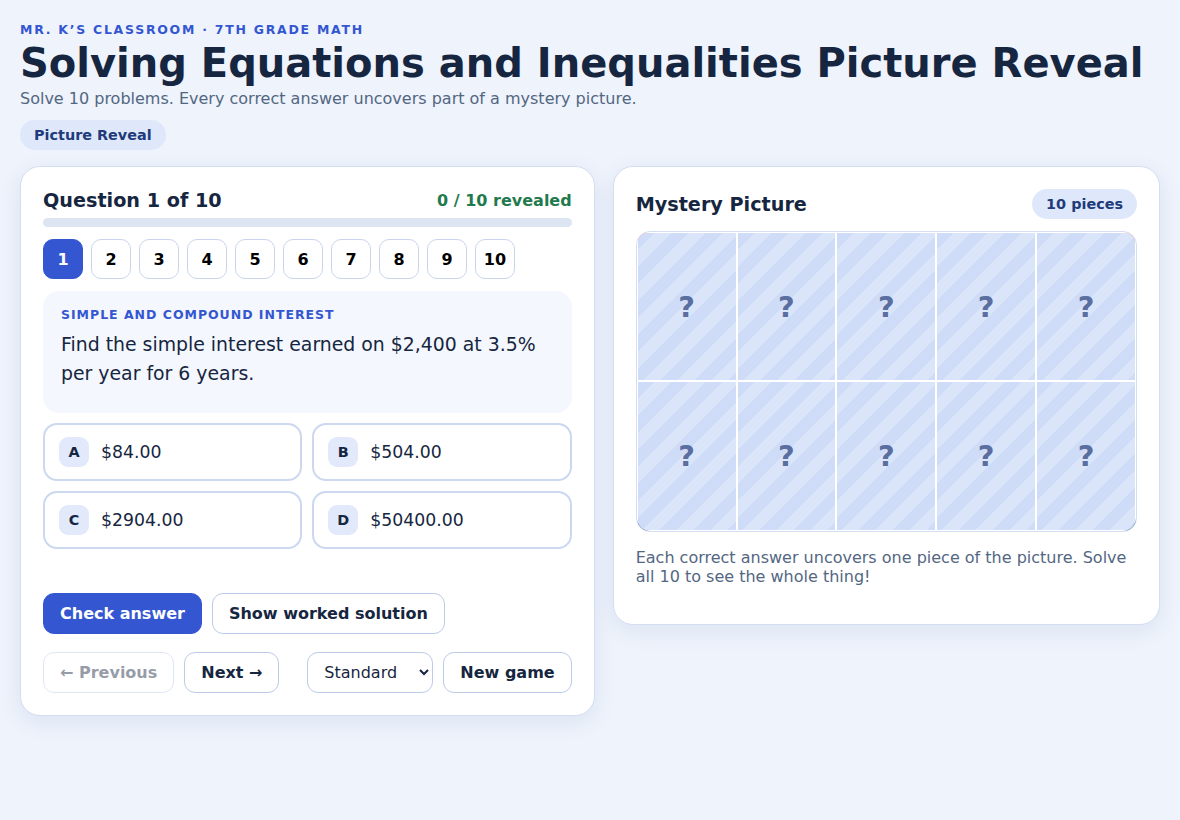 MR. K’S CLASSROOM · 7TH GRADE MATH
Solving Equations and Inequalities Picture Reveal
Solve 10 problems. Every correct answer uncovers part of a mystery picture.
Picture Reveal
Question 1 of 10
0 / 10 revealed
1 2 3 4 5 6 7 8 9 10
SIMPLE AND COMPOUND INTEREST
Find the simple interest earned on $2,400 at 3.5%
per year for 6 years.
A $84.00
B $504.00
C $2904.00
D $50400.00
Check answer
Show worked solution
← Previous
Next →
Standard
New game
Mystery Picture
10 pieces
? ? ? ? ?
? ? ? ? ?
Each correct answer uncovers one piece of the picture. Solve
all 10 to see the whole thing!